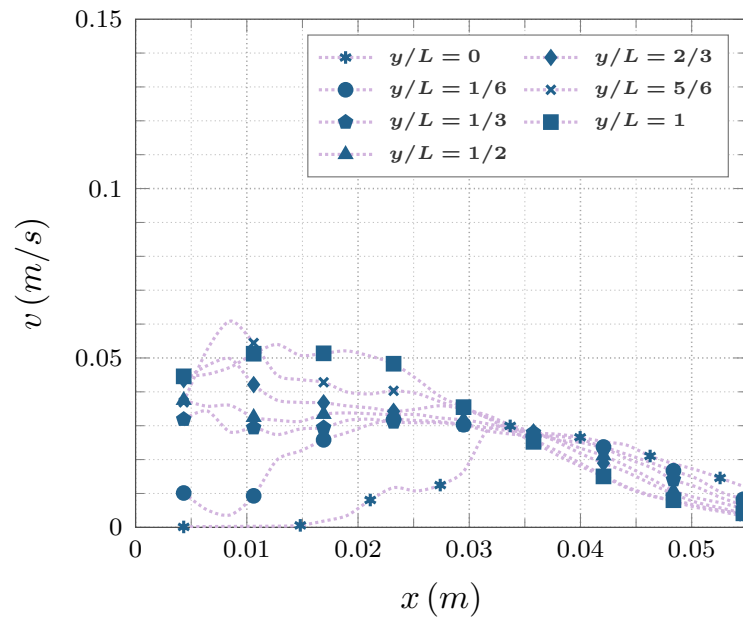 0.15
0.1
0.05
0
v (m/s)
y/L = 0
y/L = 1/6
y/L = 1/3
y/L = 1/2
y/L = 2/3
y/L = 5/6
y/L = 1
0 0.01 0.02 0.03 0.04 0.05
x (m)